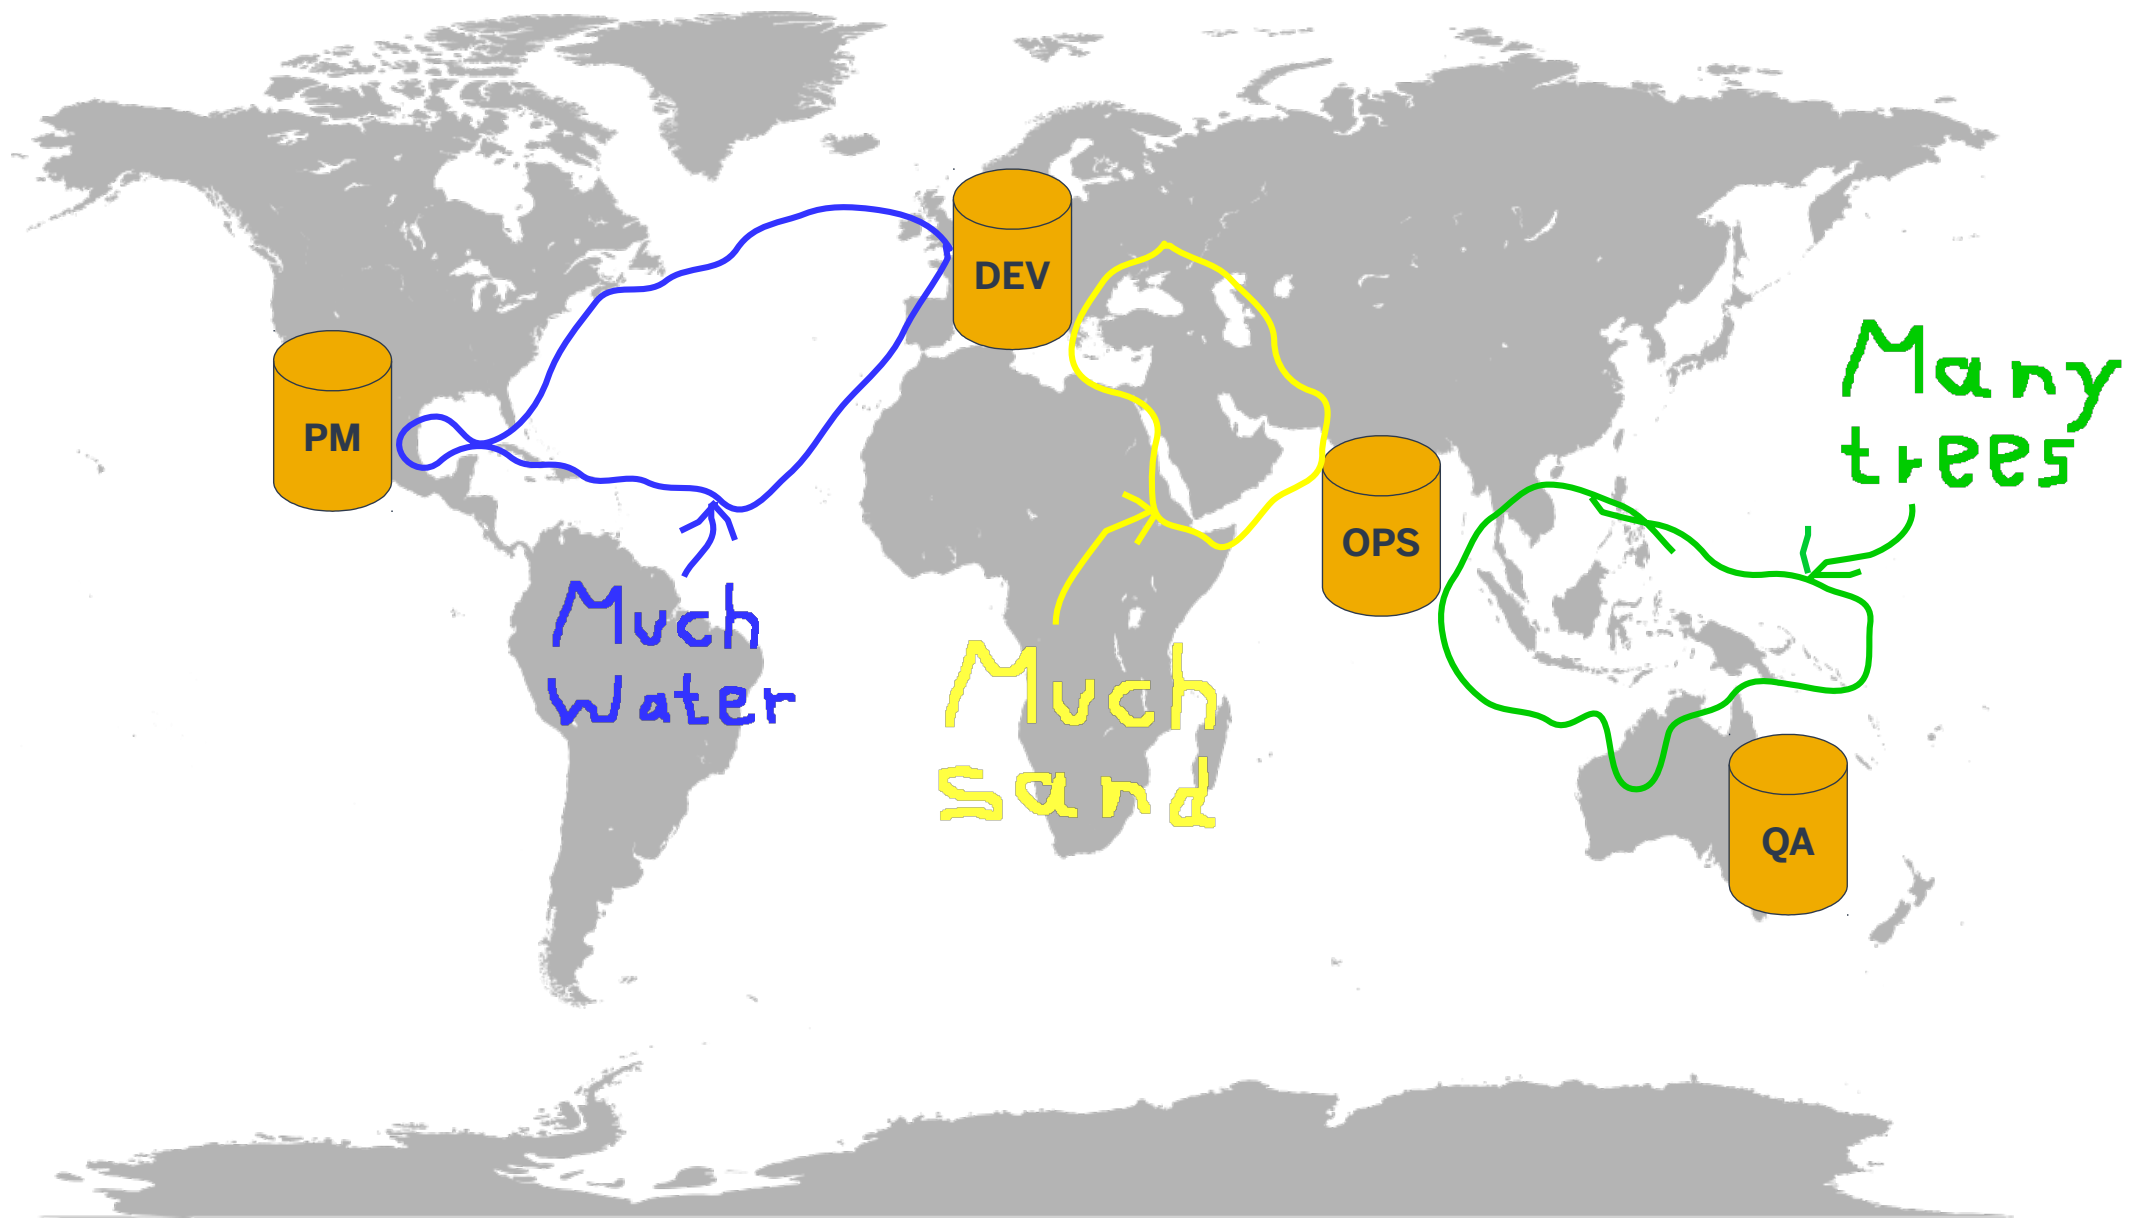 DEV
PM
OPS
QA
Much
water
Much
sand
Many
trees